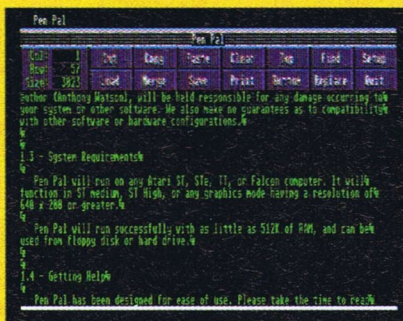 Pen Pal
Pen Pal
Col: 1 Cut Copy Paste Clear Top Find Setup
Row: 57
Size: 3023 Load Merge Save Print Bottom Replace Quit
author (Anthony Watson), will be held responsible for any damage occurring to
your system or other software. We also make no guarantees as to compatibility
with other software or hardware configurations.
1.3 - System Requirements
Pen Pal will run on any Atari ST, STe, TT, or Falcon computer. It will
function in ST medium, ST High, or any graphics mode having a resolution of
640 x 200 or greater.
Pen Pal will run successfully with as little as 512K of RAM, and can be
used from floppy disk or hard drive.
1.4 - Getting Help
Pen Pal has been designed for ease of use. Please take the time to read